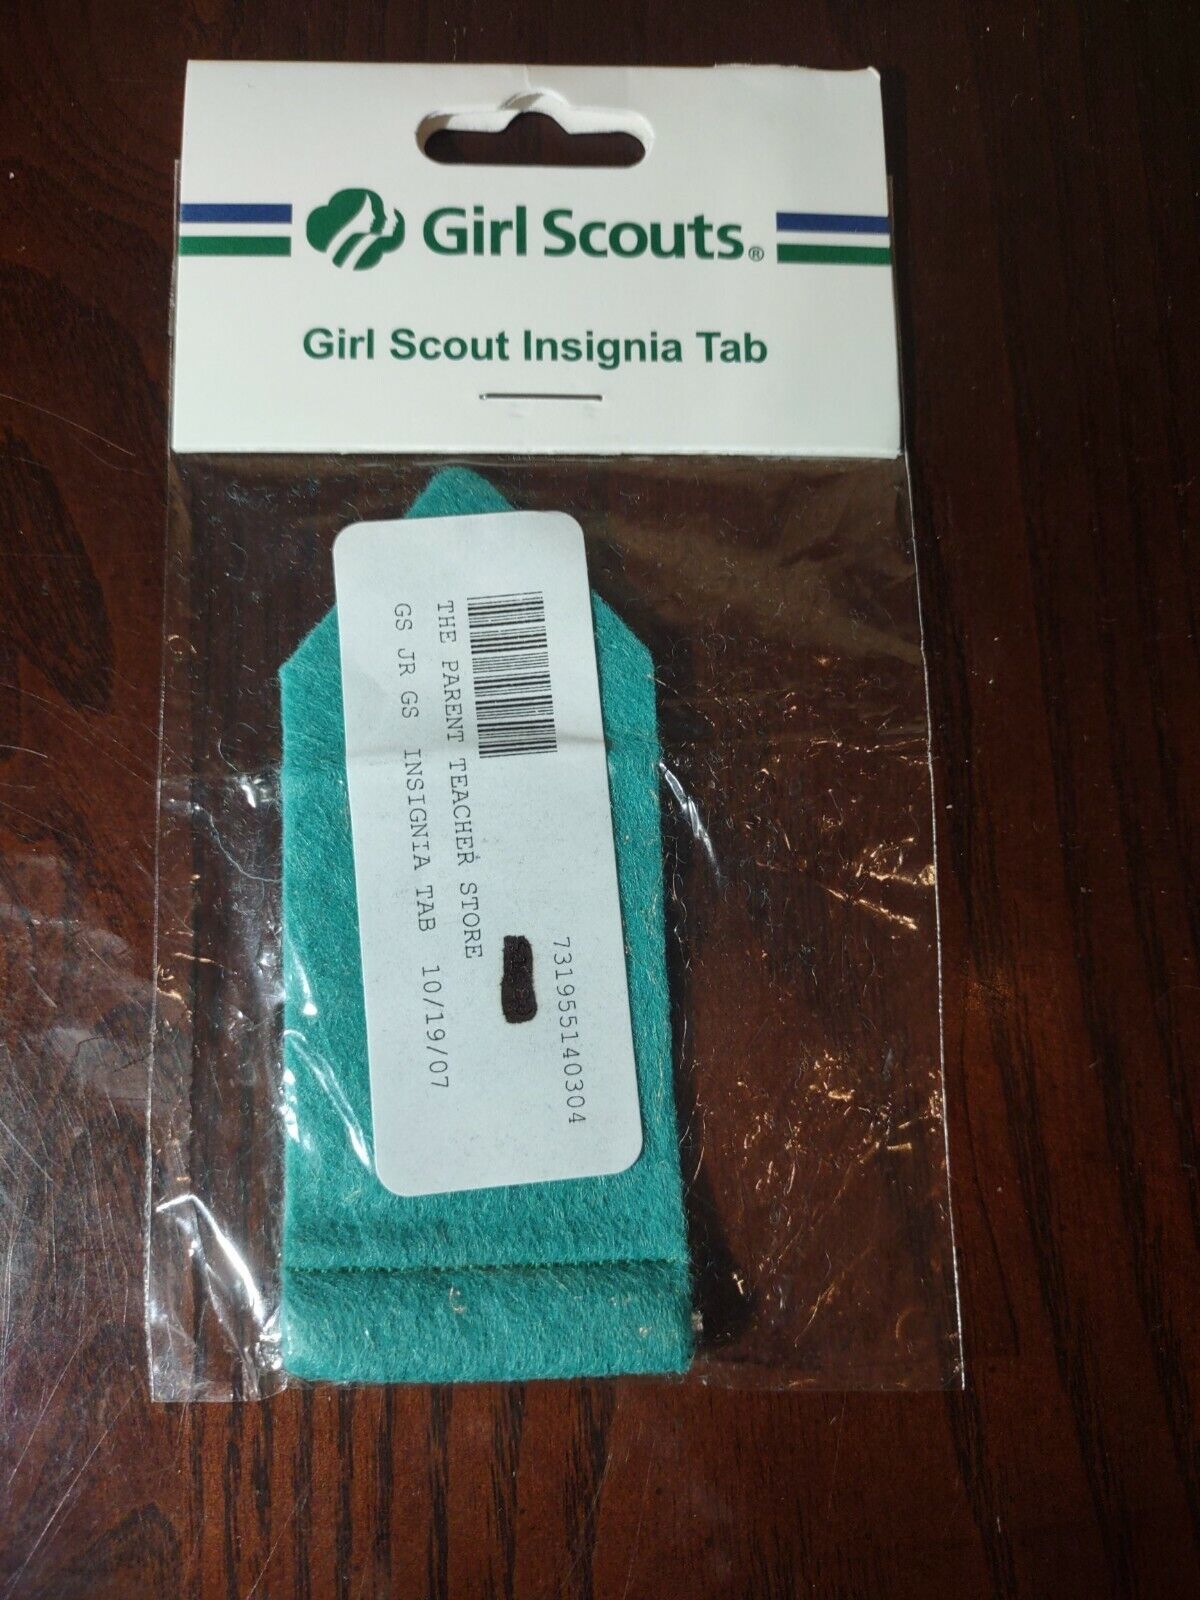 Girl Scouts®
Girl Scout Insignia Tab
731955140304
THE PARENT TEACHER STORE
GS JR GS INSIGNIA TAB 10/19/07